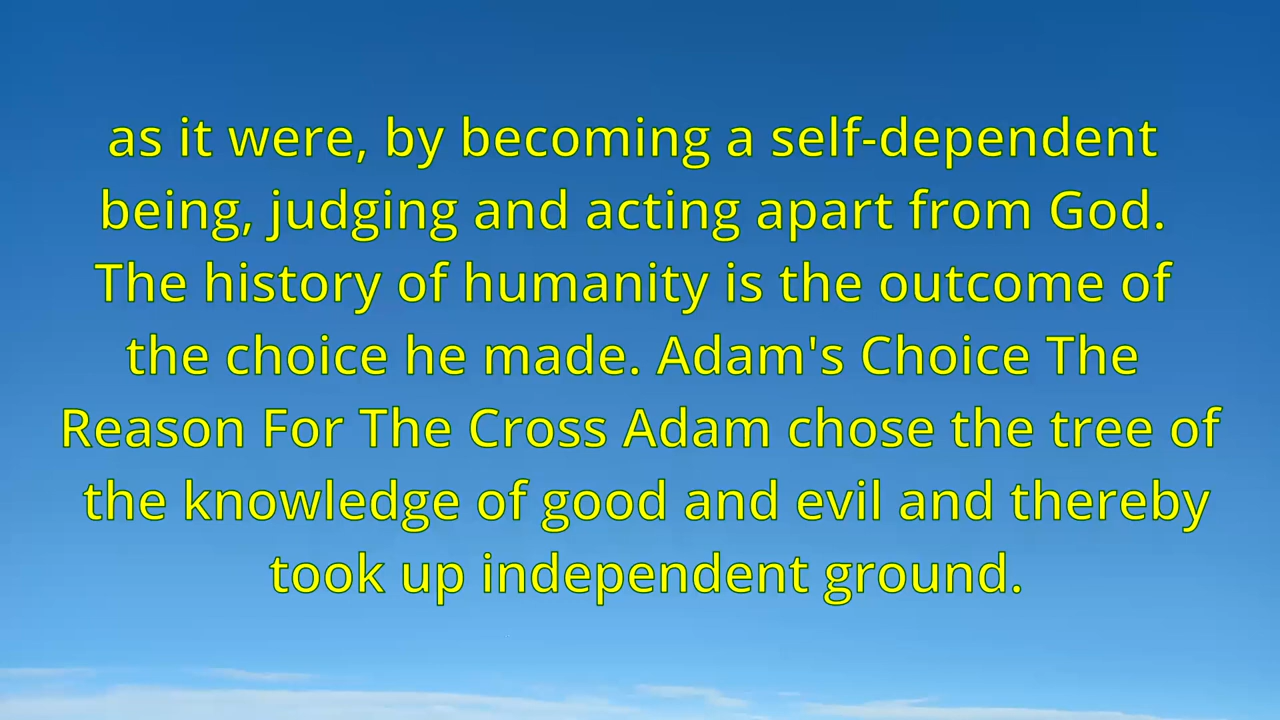 as it were, by becoming a self-dependent
being, judging and acting apart from God.
The history of humanity is the outcome of
the choice he made. Adam's Choice The
Reason For The Cross Adam chose the tree of
the knowledge of good and evil and thereby
took up independent ground.